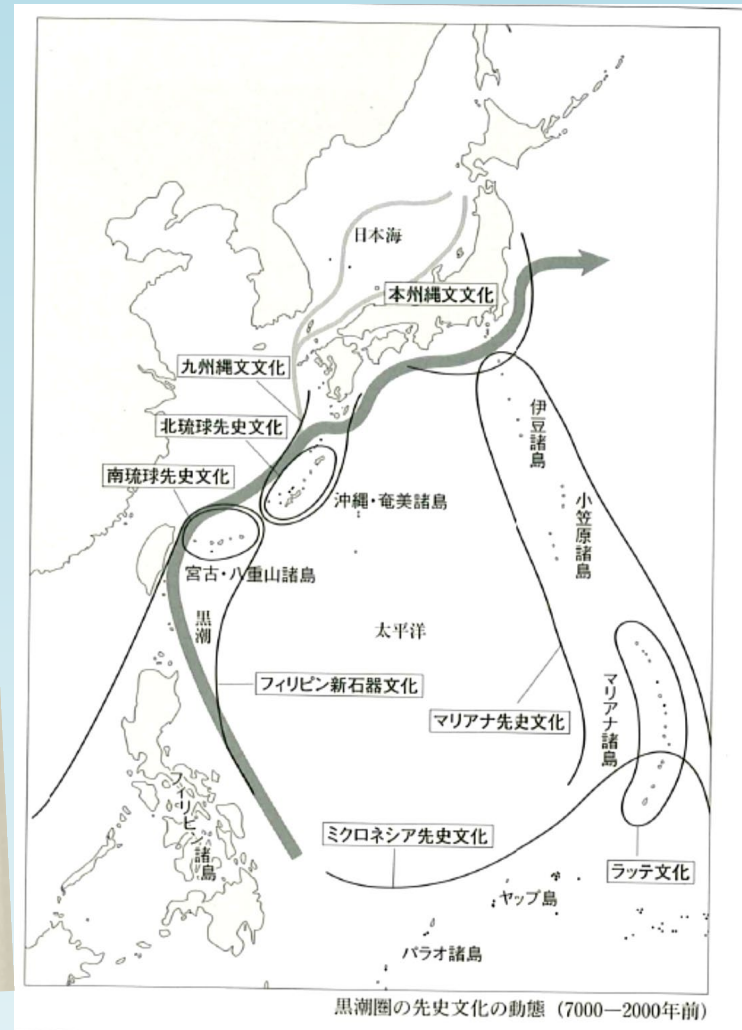 日本海
本州縄文文化
九州縄文文化
北琉球先史文化
伊豆諸島
南琉球先史文化
沖縄・奄美諸島
小笠原諸島
宮古・八重山諸島
黒潮
太平洋
フィリピン新石器文化
マリアナ先史文化
マリアナ諸島
フィリピン諸島
ミクロネシア先史文化
ラッテ文化
ヤップ島
パラオ諸島
黒潮圏の先史文化の動態（7000―2000年前）